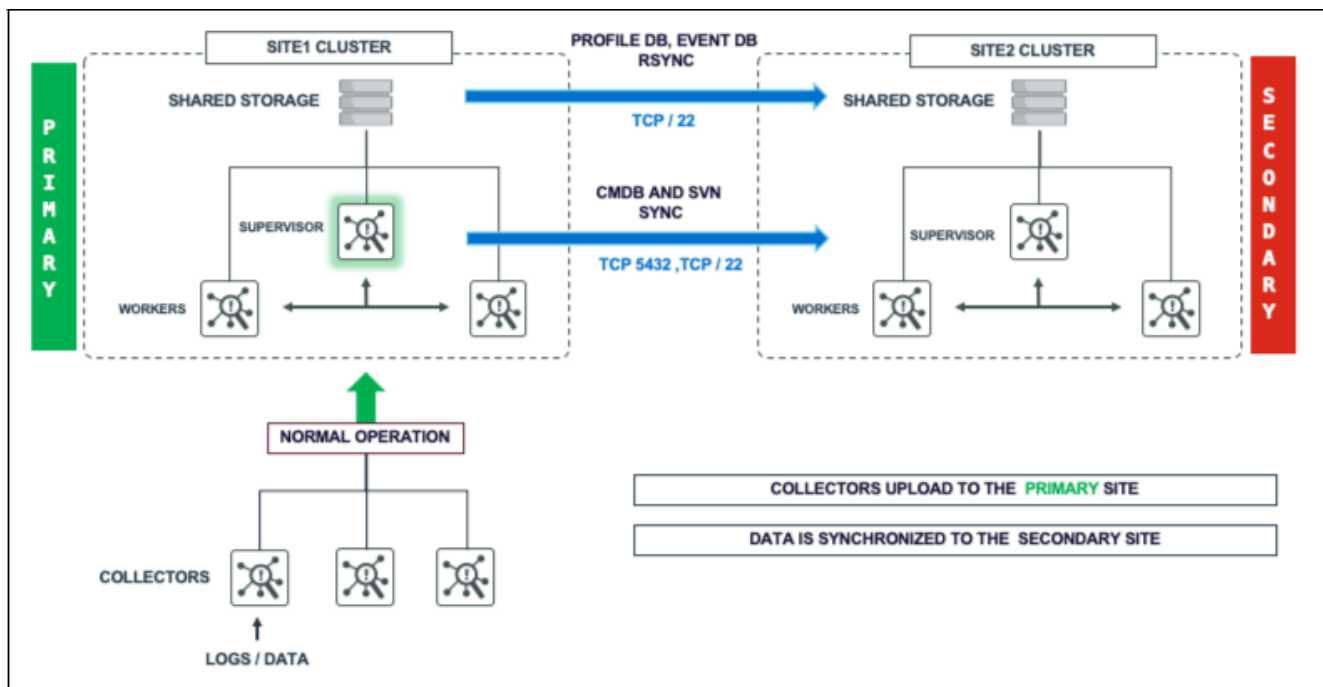 SITE1 CLUSTER
PROFILE DB, EVENT DB
RSYNC
SITE2 CLUSTER
PRIMARY
SHARED STORAGE
TCP / 22
SHARED STORAGE
SECONDARY
CMDB AND SVN
SYNC
SUPERVISOR
SUPERVISOR
TCP 5432 ,TCP / 22
WORKERS
WORKERS
NORMAL OPERATION
COLLECTORS UPLOAD TO THE PRIMARY SITE
DATA IS SYNCHRONIZED TO THE SECONDARY SITE
COLLECTORS
LOGS / DATA